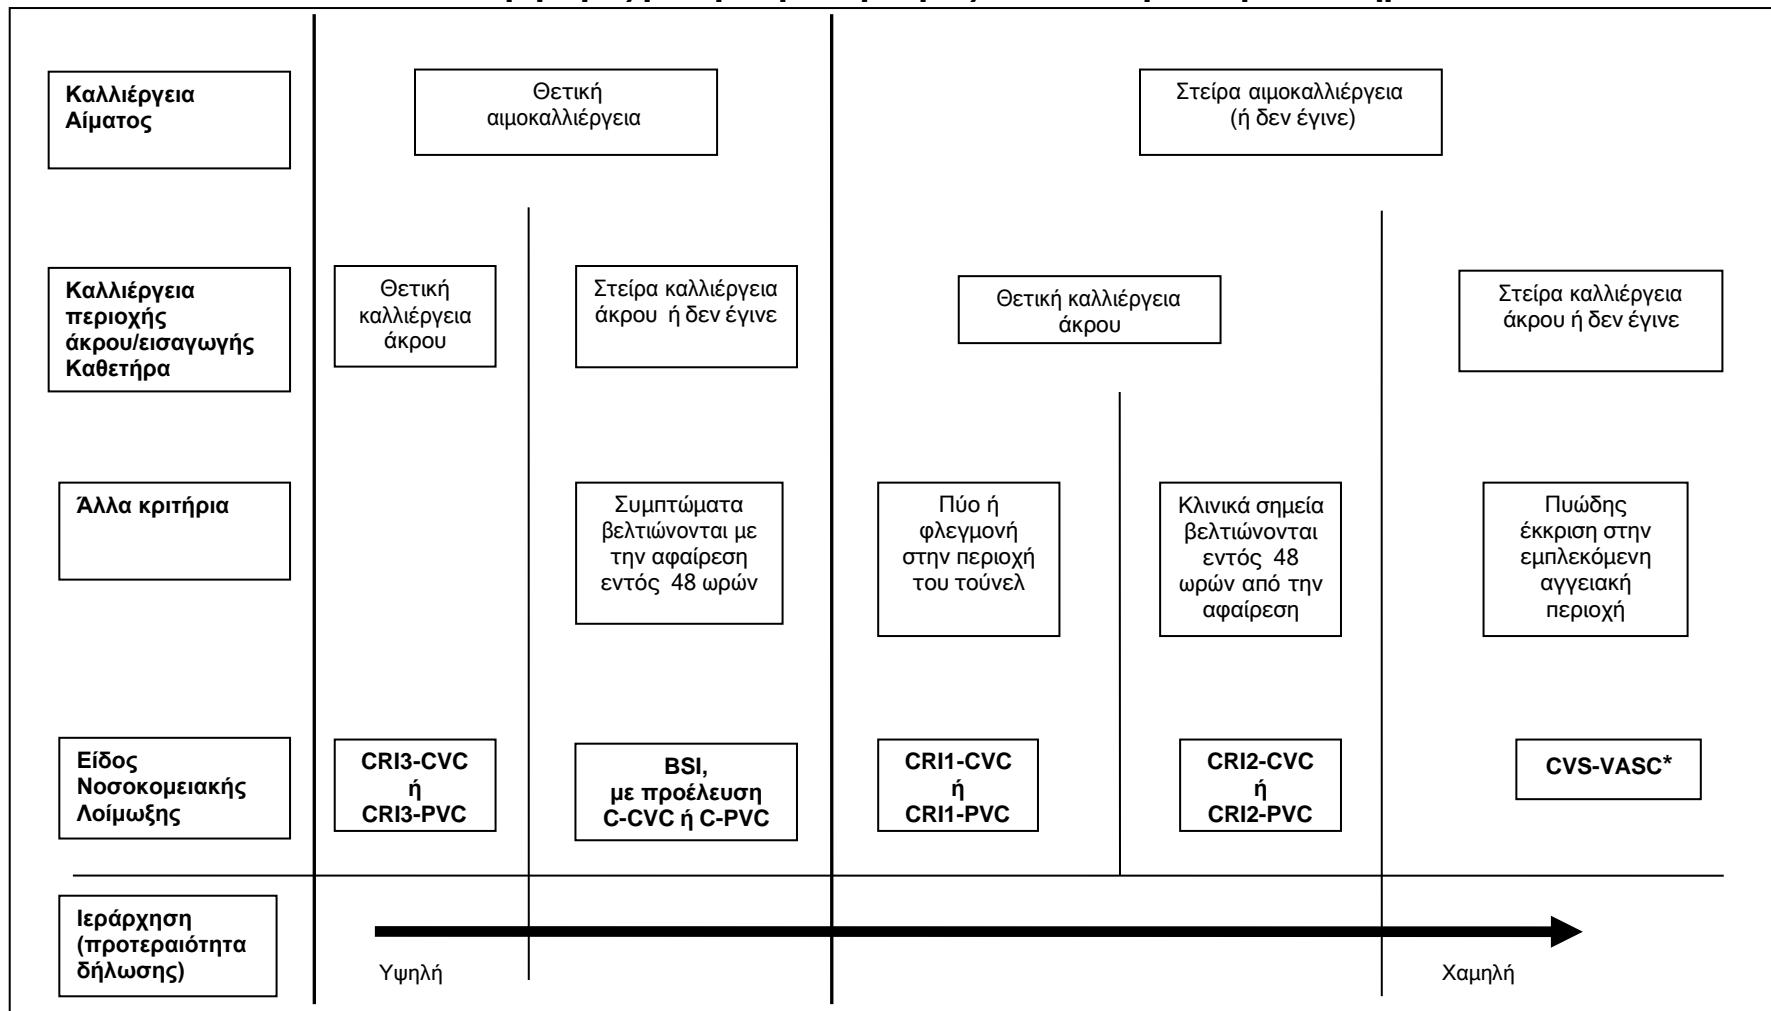 Καλλιέργεια
Αίματος
Θετική
αιμοκαλλιέργεια
Στείρα αιμοκαλλιέργεια
(ή δεν έγινε)
Καλλιέργεια
περιοχής
άκρου/εισαγωγής
Καθετήρα
Θετική
καλλιέργεια
άκρου
Στείρα καλλιέργεια
άκρου ή δεν έγινε
Θετική καλλιέργεια
άκρου
Στείρα καλλιέργεια
άκρου ή δεν έγινε
Άλλα κριτήρια
Συμπτώματα
βελτιώνονται με
την αφαίρεση
εντός 48 ωρών
Πύο ή
φλεγμονή
στην περιοχή
του τούνελ
Κλινικά σημεία
βελτιώνονται
εντός 48
ωρών από την
αφαίρεση
Πυώδης
έκκριση στην
εμπλεκόμενη
αγγειακή
περιοχή
Είδος
Νοσοκομειακής
Λοίμωξης
CRI3-CVC
ή
CRI3-PVC
BSI,
με προέλευση
C-CVC ή C-PVC
CRI1-CVC
ή
CRI1-PVC
CRI2-CVC
ή
CRI2-PVC
CVS-VASC*
Ιεράρχηση
(προτεραιότητα
δήλωσης)
Υψηλή
Χαμηλή